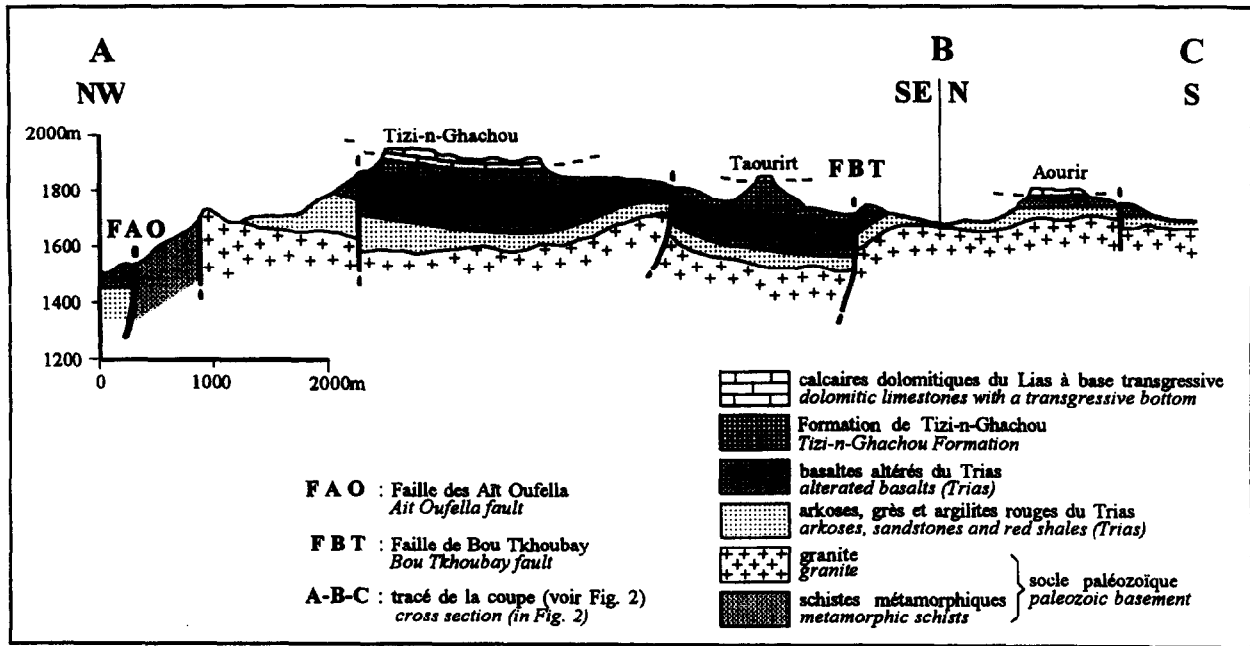 A B C
NW SE N S
2000m
Tizi-n-Ghachou
Taourirt
F B T
Aourir
1800
F A O
1600
1400
1200
0 1000 2000m
calcaires dolomitiques du Lias à base transgressive
dolomitic limestones with a transgressive bottom
Formation de Tizi-n-Ghachou
Tizi-n-Ghachou Formation
basaltes altérés du Trias
alterated basalts (Trias)
arkoses, grès et argilites rouges du Trias
arkoses, sandstones and red shales (Trias)
granite
granite
schistes métamorphiques
metamorphic schists
socle paléozoïque
paleozoic basement
F A O : Faille des Aït Oufella
Ait Oufella fault
F B T : Faille de Bou Tkhoubay
Bou Tkhoubay fault
A-B-C : tracé de la coupe (voir Fig. 2)
cross section (in Fig. 2)